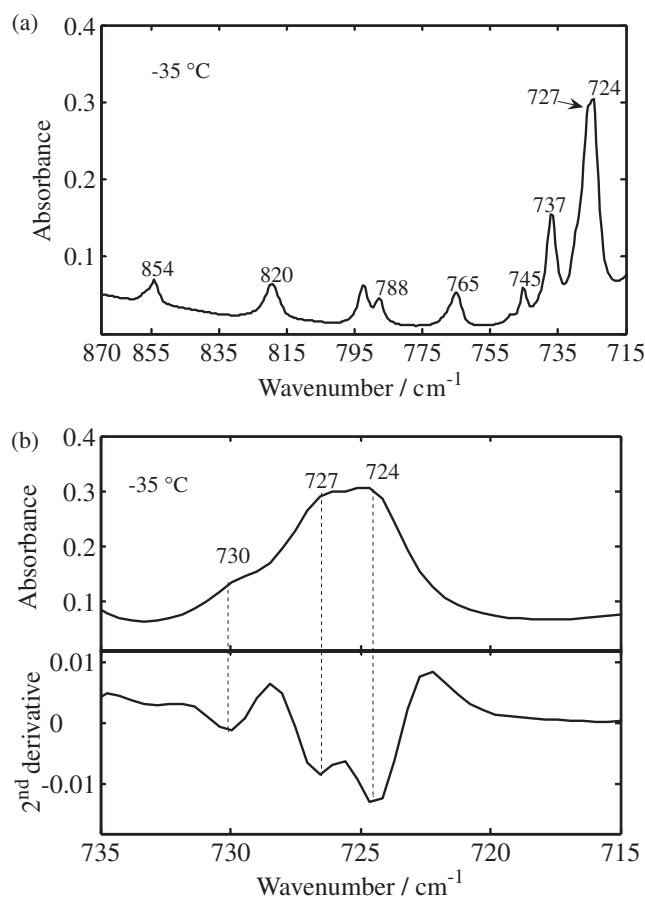 (a)
0.4
-35 °C
727
724
0.3
Absorbance
0.2
737
0.1
854
820
788
765
745
870 855 835 815 795 775 755 735 715
Wavenumber / cm⁻¹
(b)
0.4
-35 °C
727
724
0.3
730
Absorbance
0.2
0.1
0.01
2ⁿᵈ derivative
0
-0.01
735 730 725 720 715
Wavenumber / cm⁻¹